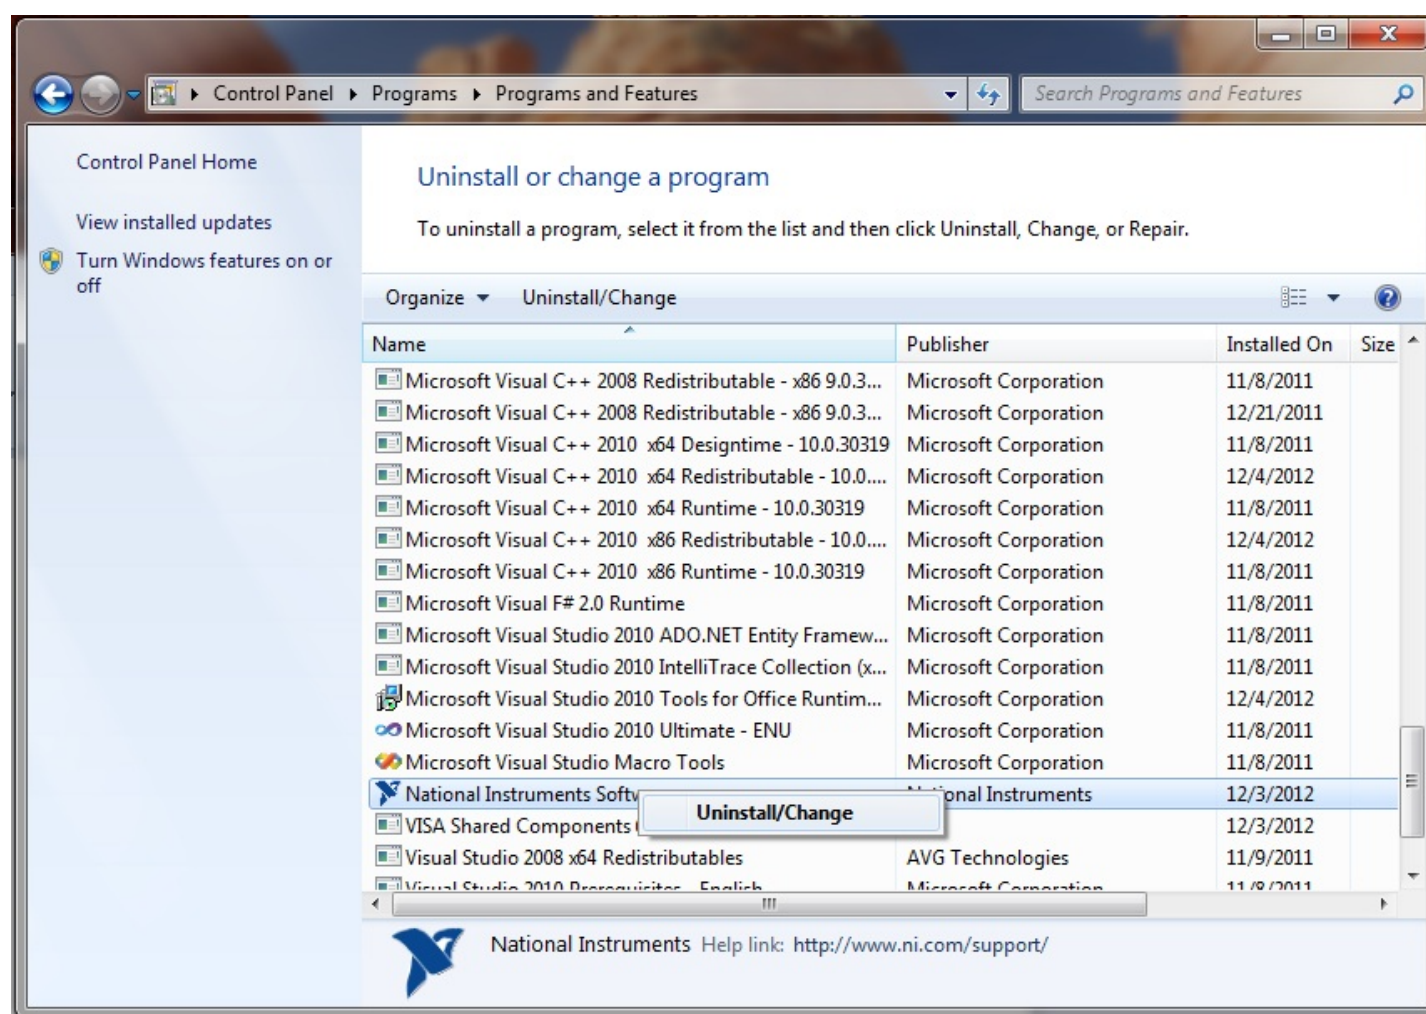 Control Panel Programs Programs and Features
Search Programs and Features
Control Panel Home
View installed updates
Turn Windows features on or
off
Uninstall or change a program
To uninstall a program, select it from the list and then click Uninstall, Change, or Repair.
Organize Uninstall/Change
Name Publisher Installed On Size
Microsoft Visual C++ 2008 Redistributable - x86 9.0.3... Microsoft Corporation 11/8/2011
Microsoft Visual C++ 2008 Redistributable - x86 9.0.3... Microsoft Corporation 12/21/2011
Microsoft Visual C++ 2010 x64 Designtime - 10.0.30319 Microsoft Corporation 11/8/2011
Microsoft Visual C++ 2010 x64 Redistributable - 10.0.... Microsoft Corporation 12/4/2012
Microsoft Visual C++ 2010 x64 Runtime - 10.0.30319 Microsoft Corporation 11/8/2011
Microsoft Visual C++ 2010 x86 Redistributable - 10.0.... Microsoft Corporation 12/4/2012
Microsoft Visual C++ 2010 x86 Runtime - 10.0.30319 Microsoft Corporation 11/8/2011
Microsoft Visual F# 2.0 Runtime Microsoft Corporation 11/8/2011
Microsoft Visual Studio 2010 ADO.NET Entity Framew... Microsoft Corporation 11/8/2011
Microsoft Visual Studio 2010 IntelliTrace Collection (x... Microsoft Corporation 11/8/2011
Microsoft Visual Studio 2010 Tools for Office Runtim... Microsoft Corporation 12/4/2012
Microsoft Visual Studio 2010 Ultimate - ENU Microsoft Corporation 11/8/2011
Microsoft Visual Studio Macro Tools Microsoft Corporation 11/8/2011
National Instruments Instruments 12/3/2012
Uninstall/Change
VISA Shared Components 12/3/2012
Visual Studio 2008 x64 Redistributables AVG Technologies 11/9/2011
Visual Studio 2010 Prerequisites - English Microsoft Corporation 11/8/2011
National Instruments Help link: http://www.ni.com/support/